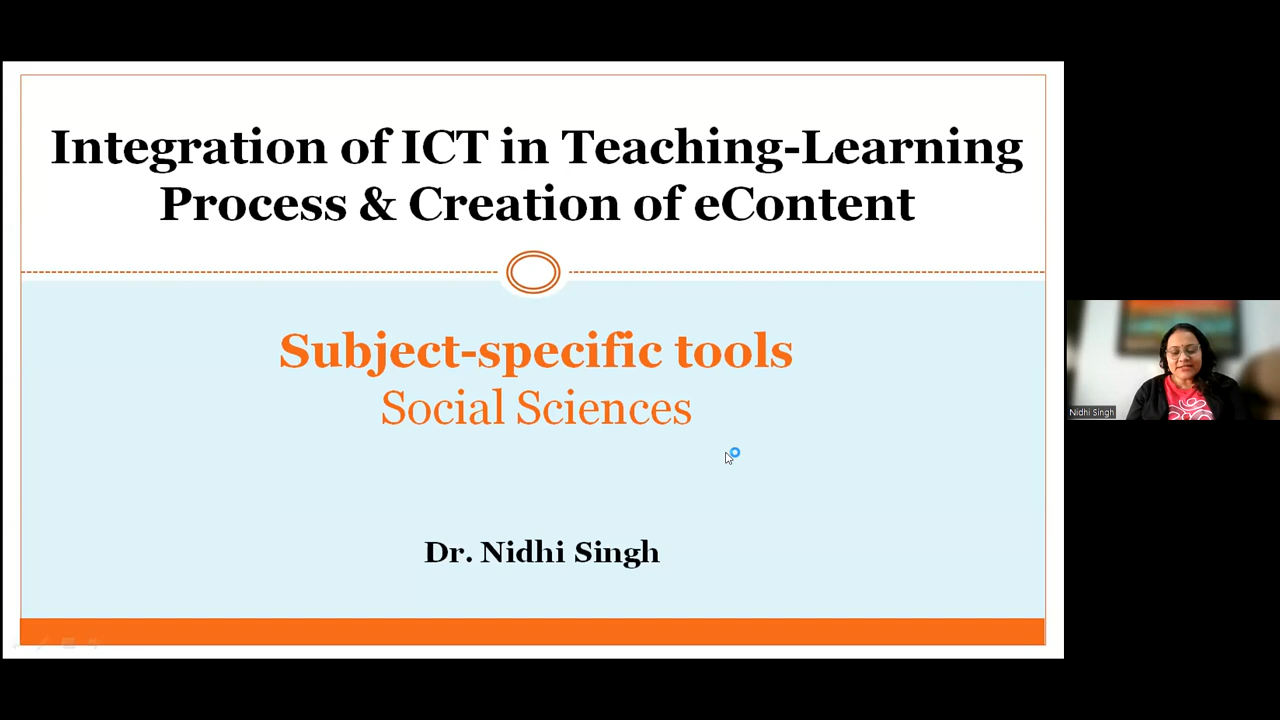 Integration of ICT in Teaching-Learning
Process & Creation of eContent
Subject-specific tools
Social Sciences
Dr. Nidhi Singh
Nidhi Singh